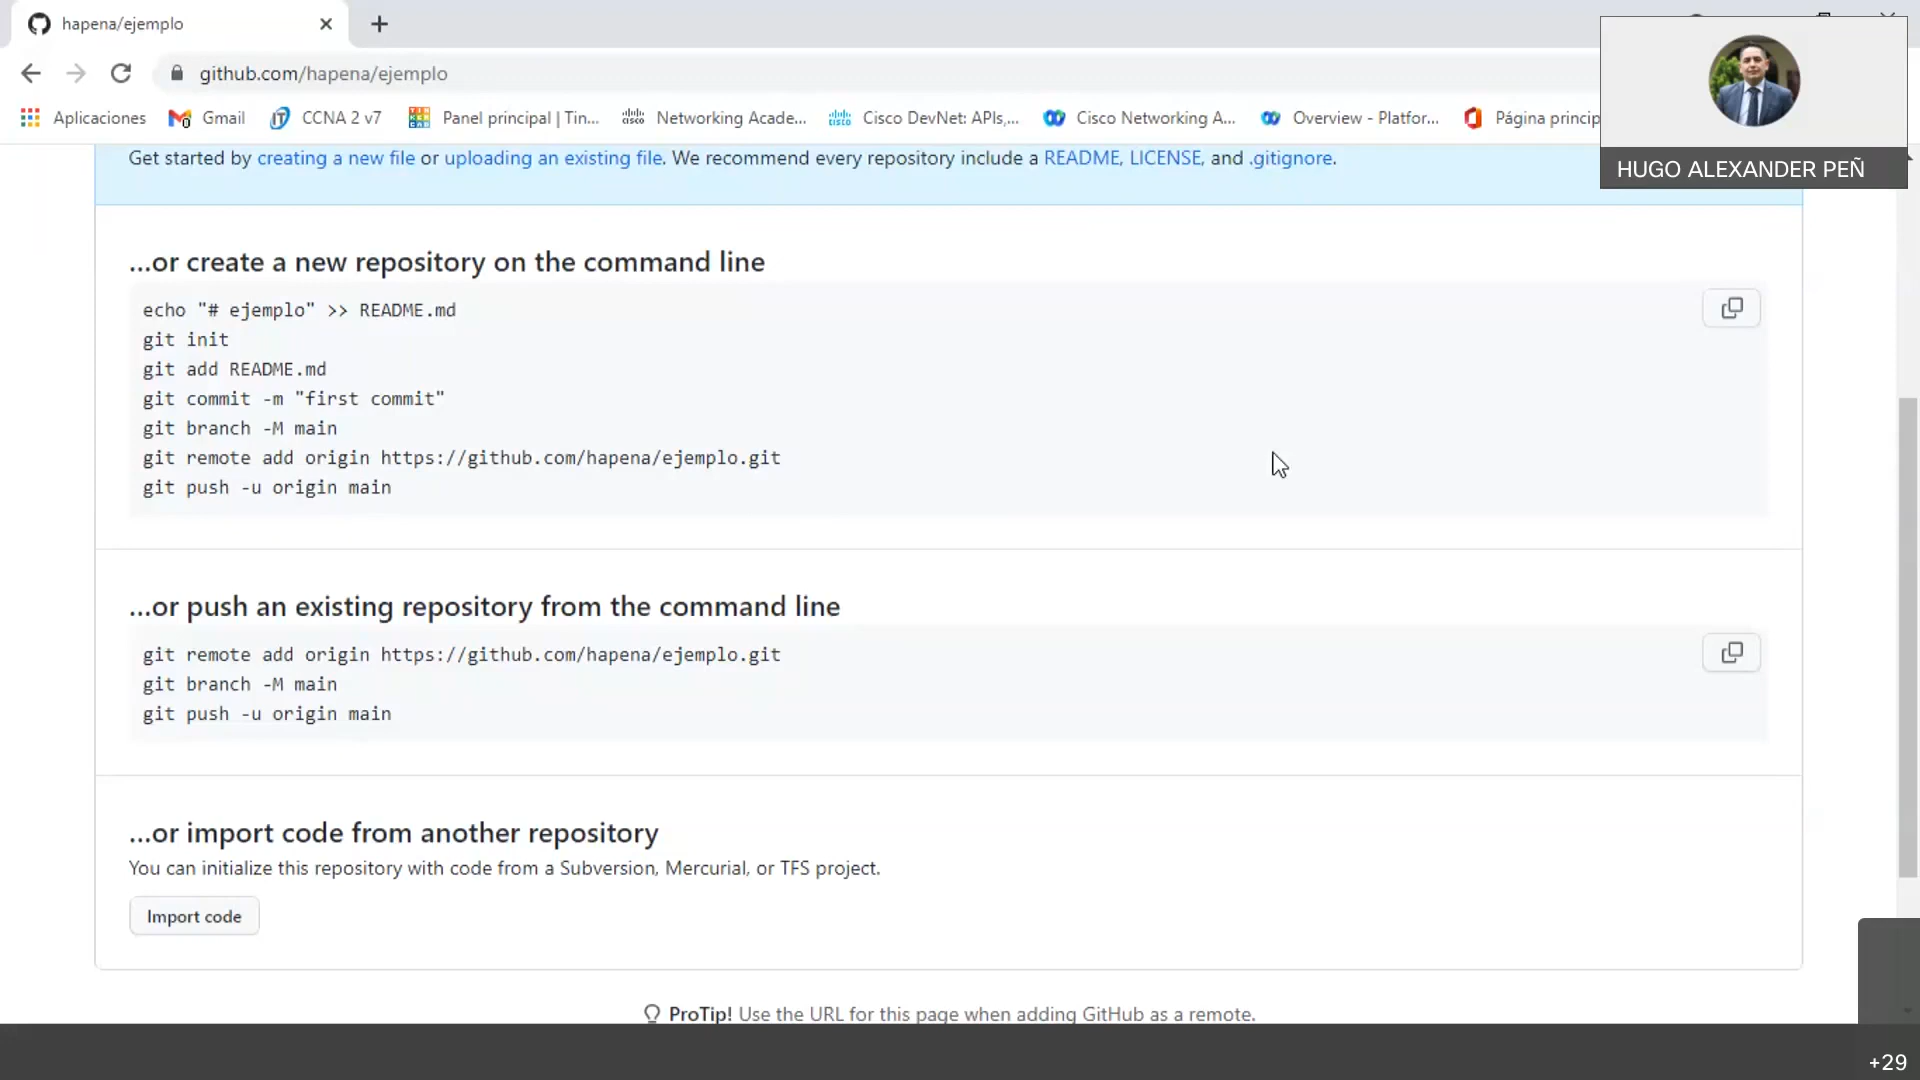 hapena/ejemplo
github.com/hapena/ejemplo
Aplicaciones Gmail CCNA 2 v7 Panel principal | Tin... Networking Acade... Cisco DevNet: APIs,... Cisco Networking A... Overview - Platfor... Página princip
HUGO ALEXANDER PEÑ
Get started by creating a new file or uploading an existing file. We recommend every repository include a README, LICENSE, and .gitignore.
...or create a new repository on the command line
echo "# ejemplo" >> README.md
git init
git add README.md
git commit -m "first commit"
git branch -M main
git remote add origin https://github.com/hapena/ejemplo.git
git push -u origin main
...or push an existing repository from the command line
git remote add origin https://github.com/hapena/ejemplo.git
git branch -M main
git push -u origin main
...or import code from another repository
You can initialize this repository with code from a Subversion, Mercurial, or TFS project.
Import code
ProTip! Use the URL for this page when adding GitHub as a remote.
+29